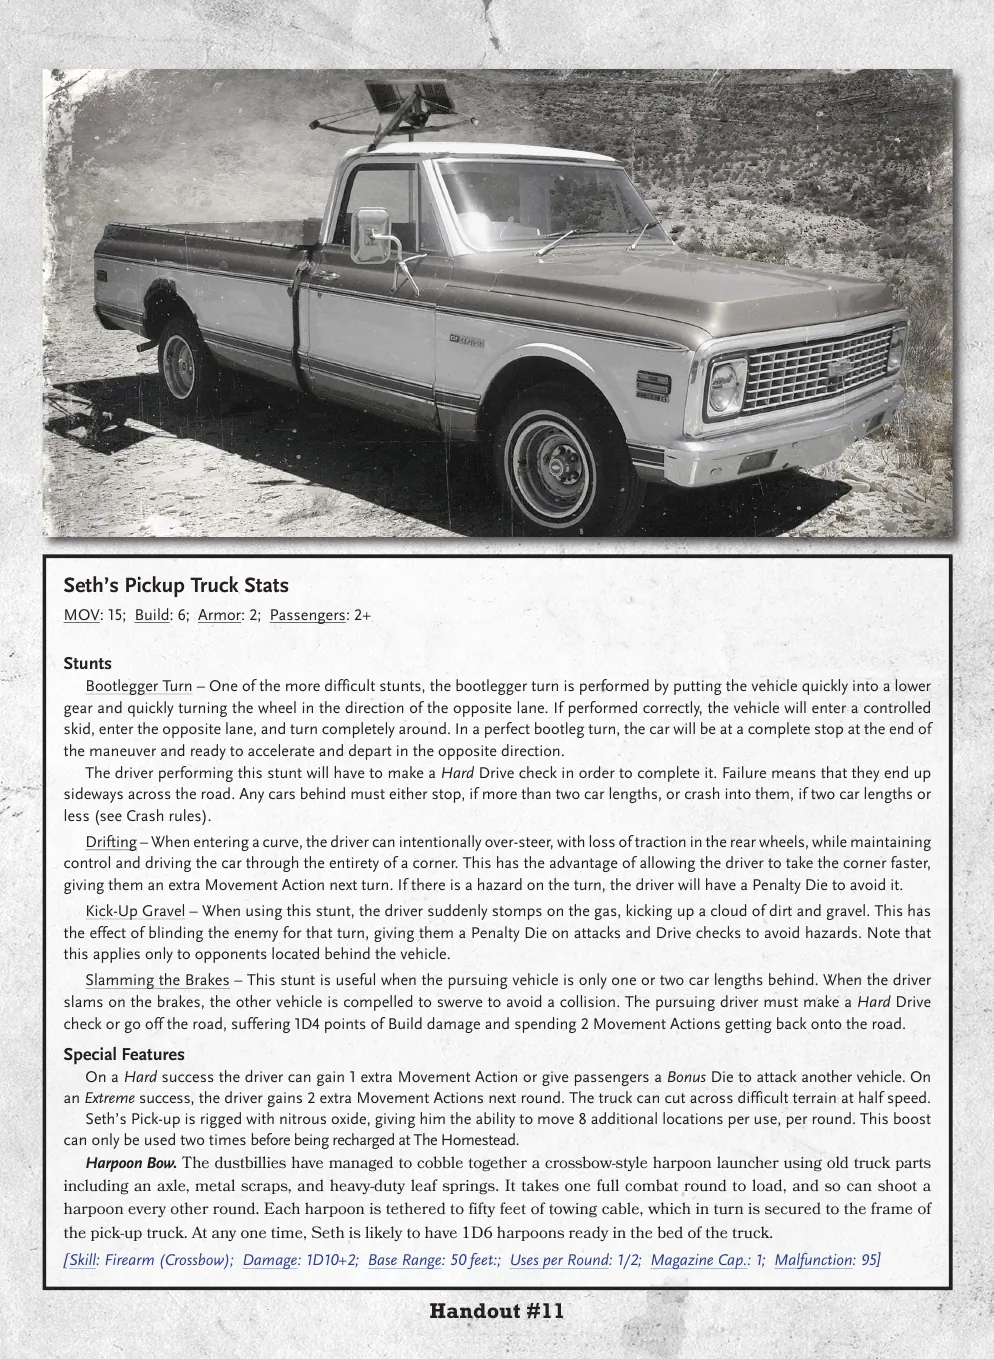 Seth's Pickup Truck Stats
MOV: 15; Build: 6; Armor: 2; Passengers: 2+
Stunts
Bootlegger Turn – One of the more difficult stunts, the bootlegger turn is performed by putting the vehicle quickly into a lower
gear and quickly turning the wheel in the direction of the opposite lane. If performed correctly, the vehicle will enter a controlled
skid, enter the opposite lane, and turn completely around. In a perfect bootleg turn, the car will be at a complete stop at the end of
the maneuver and ready to accelerate and depart in the opposite direction.
The driver performing this stunt will have to make a Hard Drive check in order to complete it. Failure means that they end up
sideways across the road. Any cars behind must either stop, if more than two car lengths, or crash into them, if two car lengths or
less (see Crash rules).
Drifting – When entering a curve, the driver can intentionally over-steer, with loss of traction in the rear wheels, while maintaining
control and driving the car through the entirety of a corner. This has the advantage of allowing the driver to take the corner faster,
giving them an extra Movement Action next turn. If there is a hazard on the turn, the driver will have a Penalty Die to avoid it.
Kick-Up Gravel – When using this stunt, the driver suddenly stomps on the gas, kicking up a cloud of dirt and gravel. This has
the effect of blinding the enemy for that turn, giving them a Penalty Die on attacks and Drive checks to avoid hazards. Note that
this applies only to opponents located behind the vehicle.
Slamming the Brakes – This stunt is useful when the pursuing vehicle is only one or two car lengths behind. When the driver
slams on the brakes, the other vehicle is compelled to swerve to avoid a collision. The pursuing driver must make a Hard Drive
check or go off the road, suffering 1D4 points of Build damage and spending 2 Movement Actions getting back onto the road.
Special Features
On a Hard success the driver can gain 1 extra Movement Action or give passengers a Bonus Die to attack another vehicle. On
an Extreme success, the driver gains 2 extra Movement Actions next round. The truck can cut across difficult terrain at half speed.
Seth's Pick-up is rigged with nitrous oxide, giving him the ability to move 8 additional locations per use, per round. This boost
can only be used two times before being recharged at The Homestead.
Harpoon Bow. The dustbillies have managed to cobble together a crossbow-style harpoon launcher using old truck parts
including an axle, metal scraps, and heavy-duty leaf springs. It takes one full combat round to load, and so can shoot a
harpoon every other round. Each harpoon is tethered to fifty feet of towing cable, which in turn is secured to the frame of
the pick-up truck. At any one time, Seth is likely to have 1D6 harpoons ready in the bed of the truck.
[Skill: Firearm (Crossbow); Damage: 1D10+2; Base Range: 50 feet:; Uses per Round: 1/2; Magazine Cap.: 1; Malfunction: 95]
Handout #11